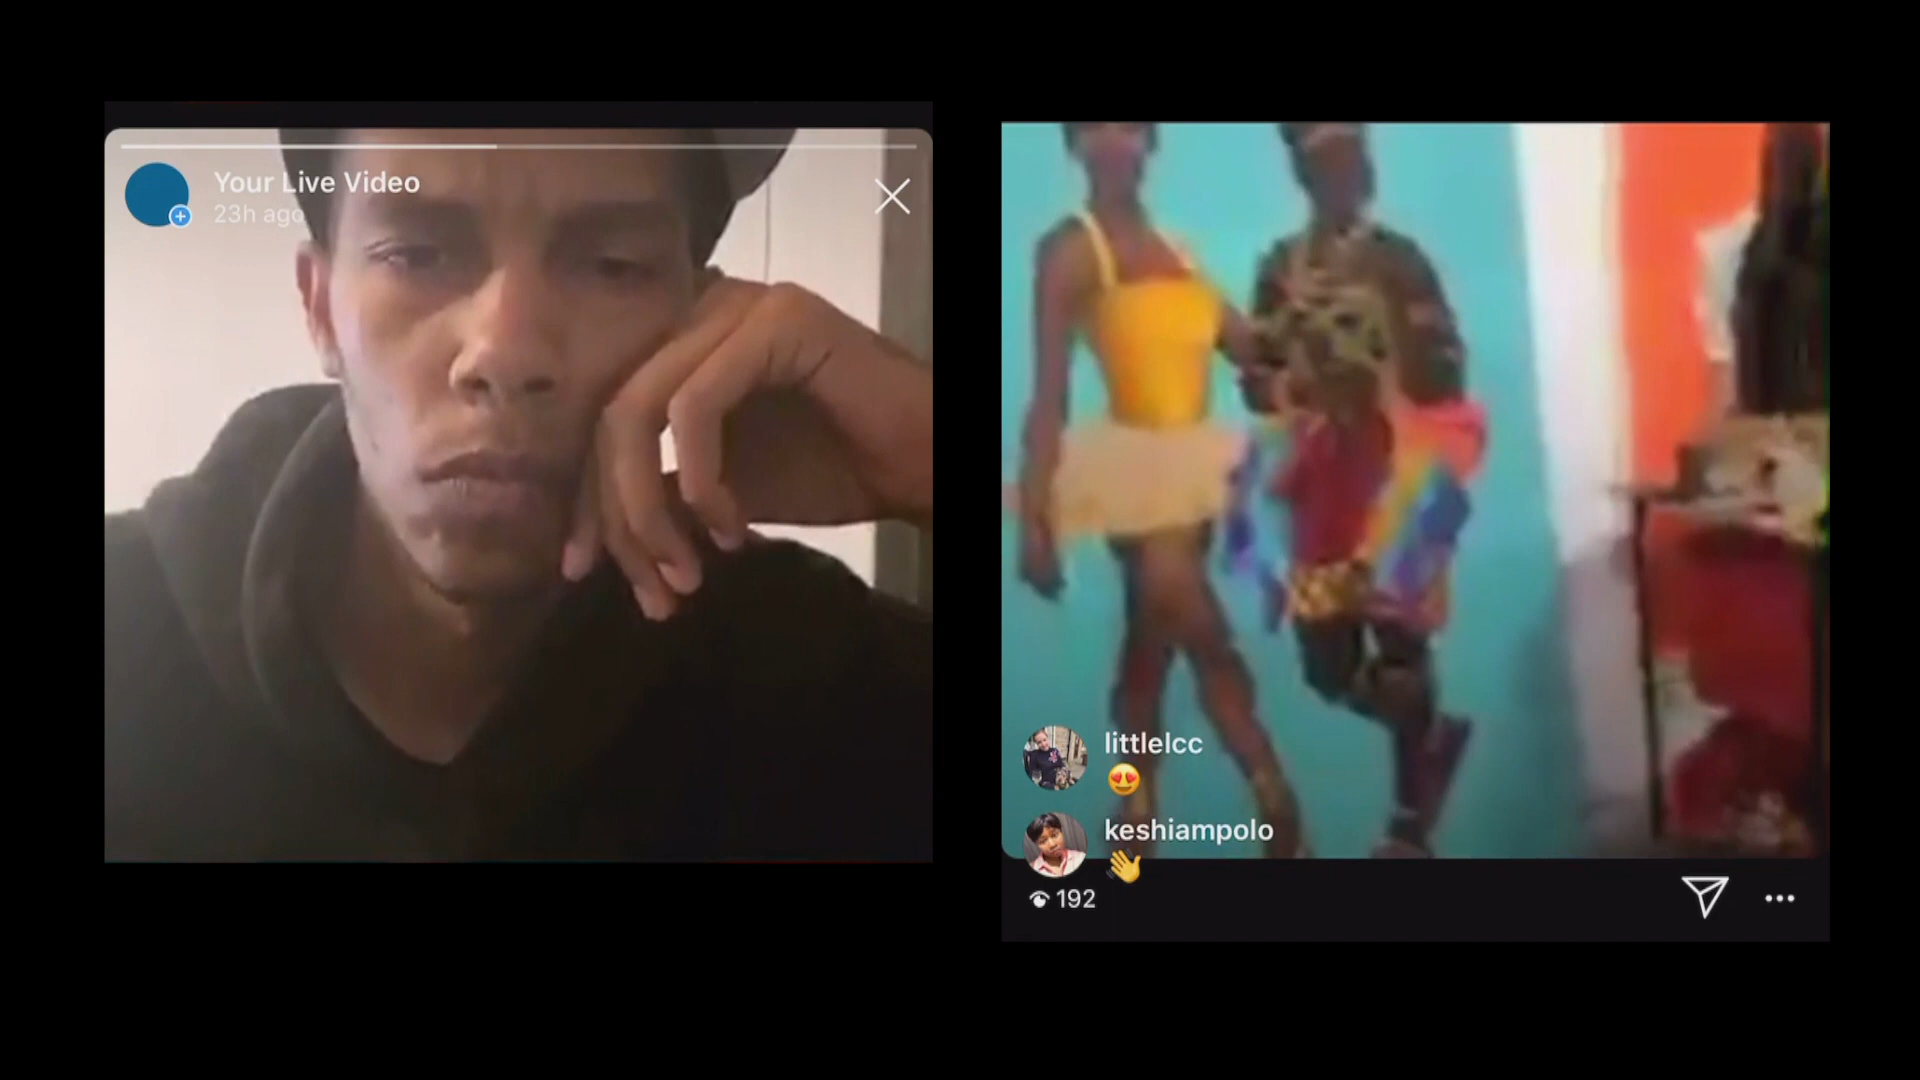 Your Live Video
23h ago
littlelcc
😍
keshiampolo
👋
192